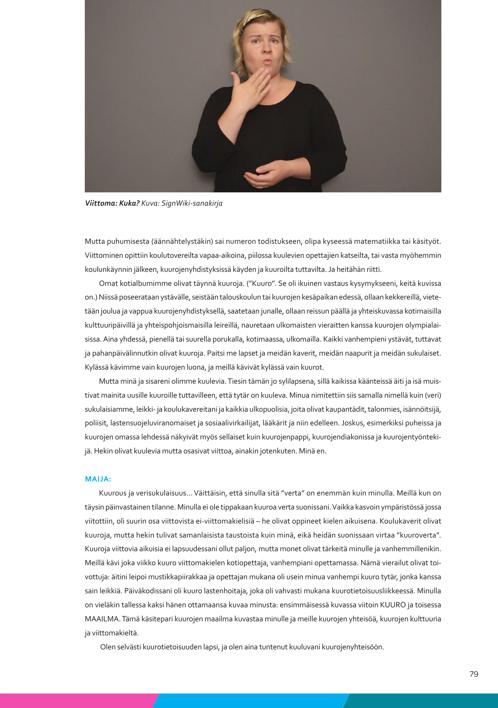 Viittoma: Kuka? Kuva: SignWiki-sanakirja
Mutta puhumisesta (äännähtelystäkin) sai numeron todistukseen, olipa kyseessä matematiikka tai käsityöt.
Viittominen opittiin koulutovereilta vapaa-aikoina, piilossa kuulevien opettajien katseilta, tai vasta myöhemmin
koulunkäynnin jälkeen, kuurojenyhdistyksissä käyden ja kuuroilta tuttavilta. Ja heitähän riitti.
Omat kotialbumimme olivat täynnä kuuroja. ("Kuuro". Se oli ikuinen vastaus kysymykseeni, keitä kuvissa
on.) Niissä poseerataan ystävälle, seistään talouskoulun tai kuurojen kesäpaikan edessä, ollaan kekkereillä, viete-
tään joulua ja vappua kuurojenyhdistyksellä, saatetaan junalle, ollaan reissun päällä ja yhteiskuvassa kotimaisilla
kulttuuripäivillä ja yhteispohjoismaisilla leireillä, nauretaan ulkomaisten vieraitten kanssa kuurojen olympialai-
sissa. Aina yhdessä, pienellä tai suurella porukalla, kotimaassa, ulkomailla. Kaikki vanhempieni ystävät, tuttavat
ja pahanpäivänlinnutkin olivat kuuroja. Paitsi me lapset ja meidän kaverit, meidän naapurit ja meidän sukulaiset.
Kylässä kävimme vain kuurojen luona, ja meillä kävivät kylässä vain kuurot.
Mutta minä ja sisareni olimme kuulevia. Tiesin tämän jo sylilapsena, sillä kaikissa käänteissä äiti ja isä muis-
tivat mainita uusille kuuroille tuttavilleen, että tytär on kuuleva. Minua nimitettiin siis samalla nimellä kuin (veri)
sukulaisiamme, leikki- ja koulukavereitani ja kaikkia ulkopuolisia, joita olivat kaupantädit, talonmies, isännöitsijä,
poliisit, lastensuojeluviranomaiset ja sosiaalivirkailijat, lääkärit ja niin edelleen. Joskus, esimerkiksi puheissa ja
kuurojen omassa lehdessä näkyivät myös sellaiset kuin kuurojenpappi, kuurojendiakonissa ja kuurojentyönteki-
jä. Hekin olivat kuulevia mutta osasivat viittoa, ainakin jotenkuten. Minä en.
MAIJA:
Kuurous ja verisukulaisuus... Väittäisin, että sinulla sitä "verta" on enemmän kuin minulla. Meillä kun on
täysin päinvastainen tilanne. Minulla ei ole tippakaan kuuroa verta suonissani. Vaikka kasvoin ympäristössä jossa
viitottiin, oli suurin osa viittovista ei-viittomakielisiä – he olivat oppineet kielen aikuisena. Koulukaverit olivat
kuuroja, mutta hekin tulivat samanlaisista taustoista kuin minä, eikä heidän suonissaan virtaa "kuuroverta".
Kuuroja viittovia aikuisia ei lapsuudessani ollut paljon, mutta monet olivat tärkeitä minulle ja vanhemmillenikin.
Meillä kävi joka viikko kuuro viittomakielen kotiopettaja, vanhempiani opettamassa. Nämä vierailut olivat toi-
vottuja: äitini leipoi mustikkapiirakkaa ja opettajan mukana oli usein minua vanhempi kuuro tytär, jonka kanssa
sain leikkiä. Päiväkodissani oli kuuro lastenhoitaja, joka oli vahvasti mukana kuurotietoisuusliikkeessä. Minulla
on vieläkin tallessa kaksi hänen ottamaansa kuvaa minusta: ensimmäisessä kuvassa viitoin KUURO ja toisessa
MAAILMA. Tämä käsitepari kuurojen maailma kuvastaa minulle ja meille kuurojen yhteisöä, kuurojen kulttuuria
ja viittomakieltä.
Olen selvästi kuurotietoisuuden lapsi, ja olen aina tuntenut kuuluvani kuurojenyhteisöön.
79